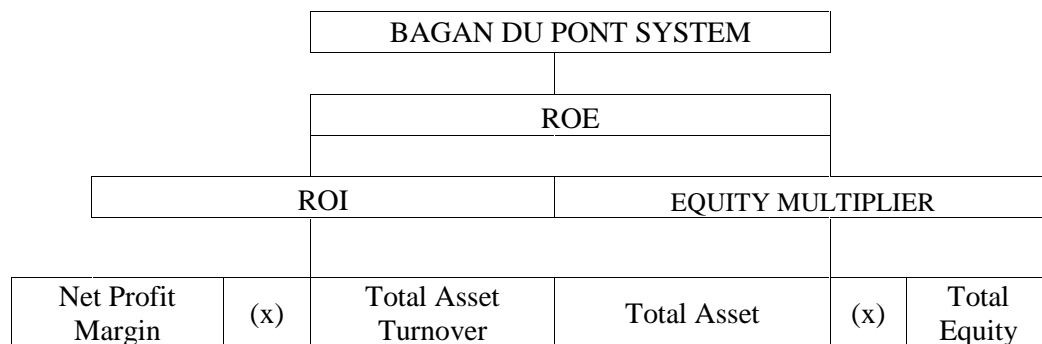 BAGAN DU PONT SYSTEM
ROE
ROI
EQUITY MULTIPLIER
Net Profit
Margin
(x)
Total Asset
Turnover
Total Asset
(x)
Total
Equity